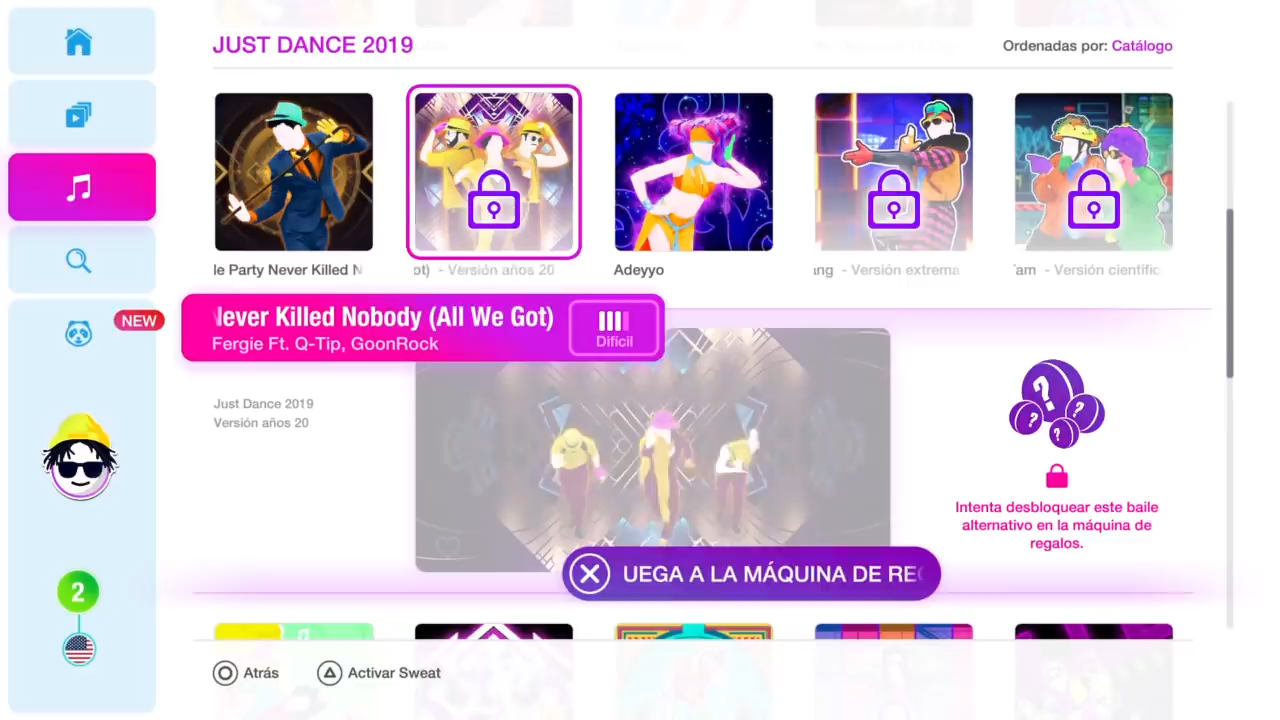 JUST DANCE 2019
Ordenadas por: Catálogo
le Party Never Killed N
ot) - Versión años 20
Adeyyo
ang - Versión extrema
am - Versión científic
NEW
Never Killed Nobody (All We Got)
Fergie Ft. Q-Tip, GoonRock
Difícil
Just Dance 2019
Versión años 20
Intenta desbloquear este baile
alternativo en la máquina de
regalos.
UEGA A LA MÁQUINA DE REG
2
Atrás
Activar Sweat